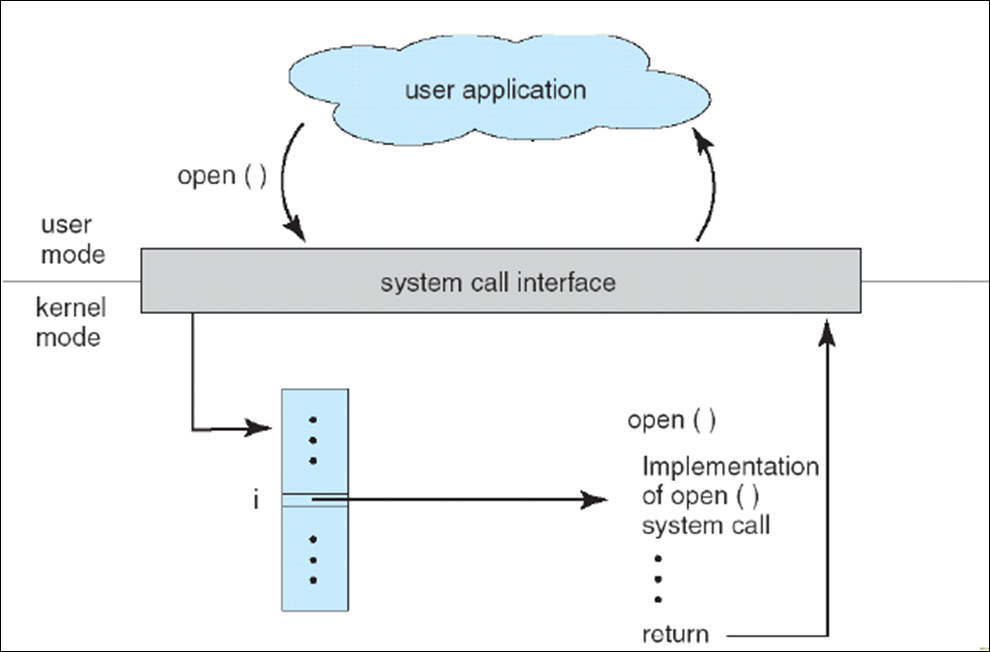 user application
open ( )
user
mode
system call interface
kernel
mode
open ( )
Implementation
of open ( )
system call
i
return